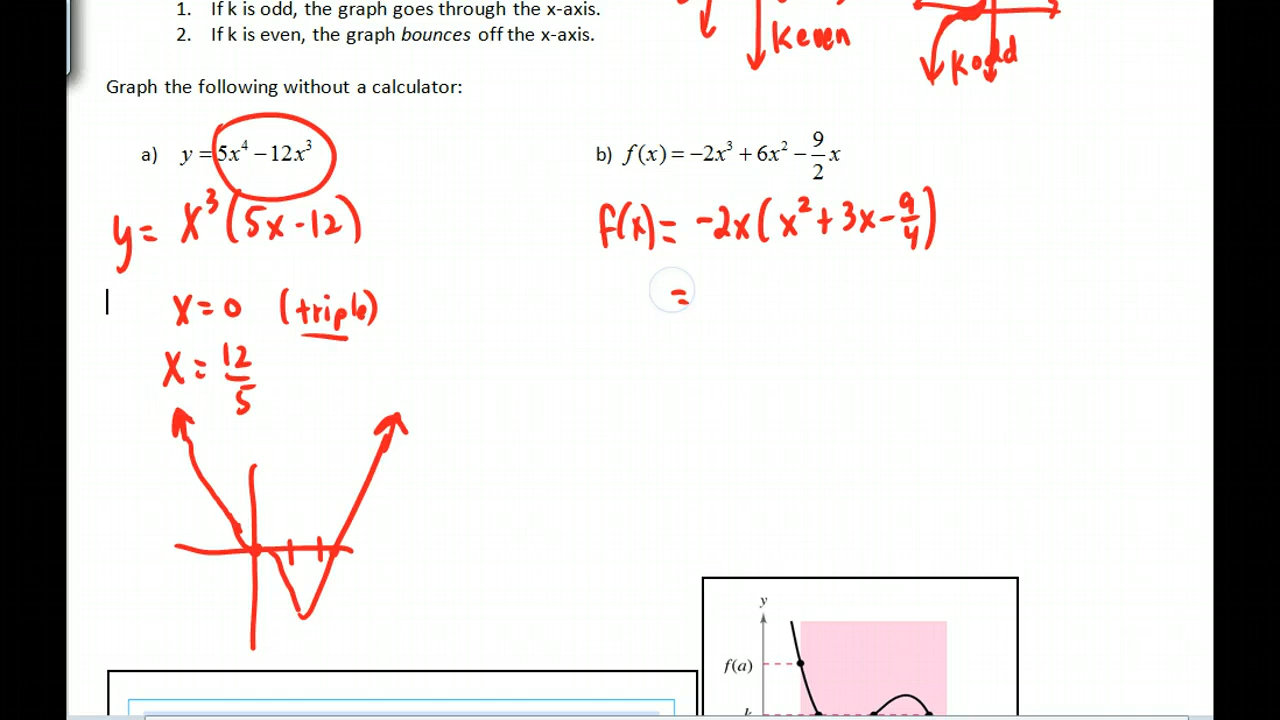 1. If k is odd, the graph goes through the x-axis.
2. If k is even, the graph bounces off the x-axis.
k even
k odd
Graph the following without a calculator:
a) y = 5x⁴ − 12x³
b) f(x) = −2x³ + 6x² − 9/2 x
y = x³(5x - 12)
f(x) = -2x(x² + 3x - 9/4)
x = 0 (triple)
=
x = 12/5
y
f(a)